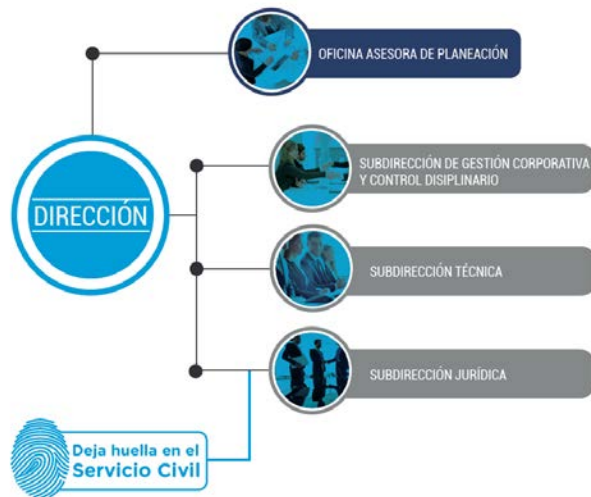 OFICINA ASESORA DE PLANEACIÓN
DIRECCIÓN
SUBDIRECCIÓN DE GESTIÓN CORPORATIVA
Y CONTROL DISIPLINARIO
SUBDIRECCIÓN TÉCNICA
SUBDIRECCIÓN JURÍDICA
Deja huella en el
Servicio Civil